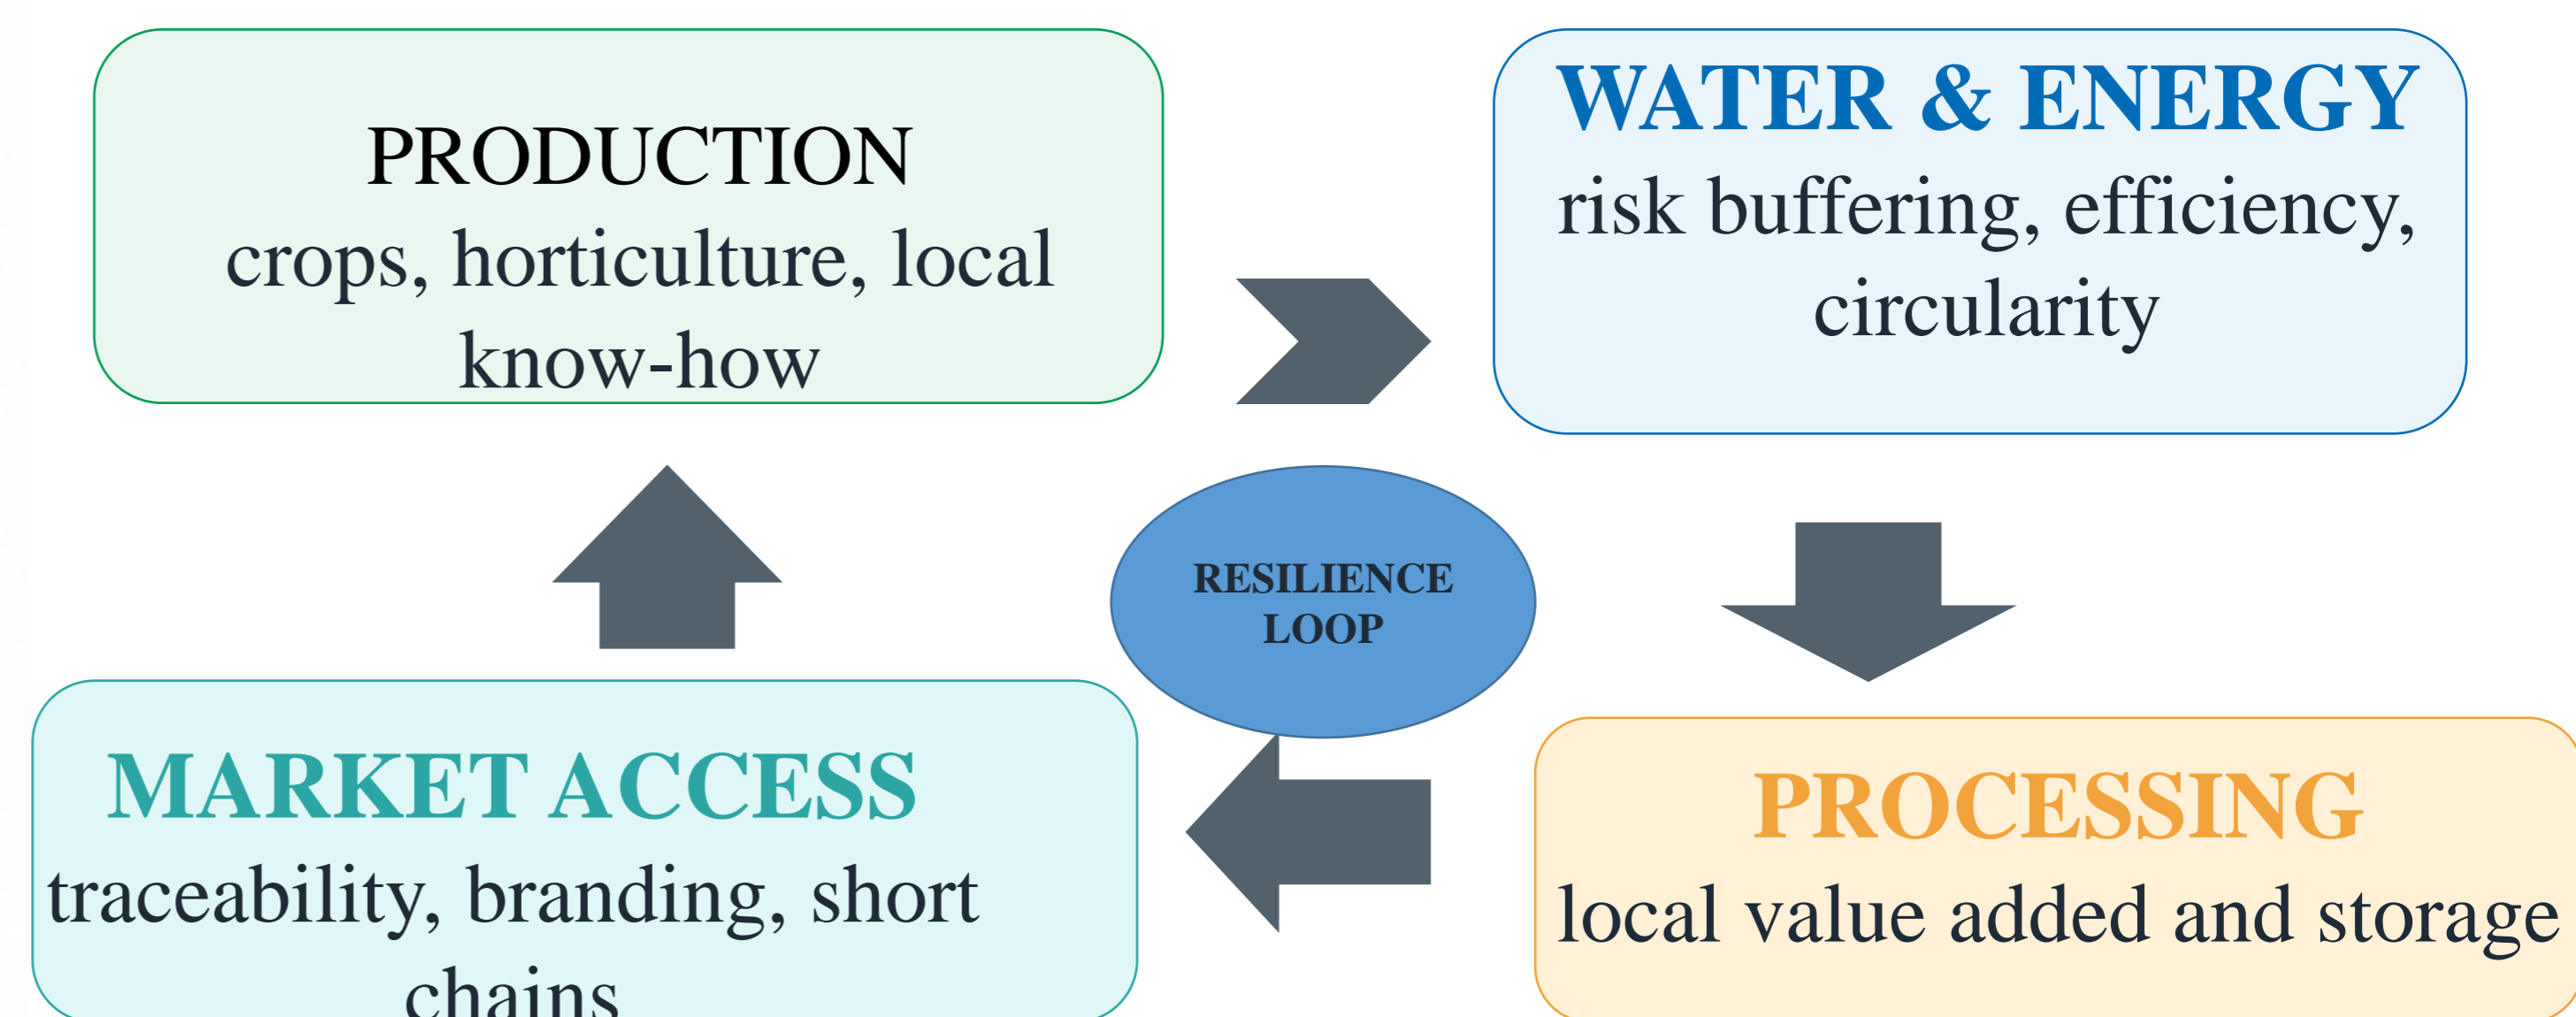 PRODUCTION
crops, horticulture, local
know-how
WATER & ENERGY
risk buffering, efficiency,
circularity
RESILIENCE
LOOP
MARKET ACCESS
traceability, branding, short
chains
PROCESSING
local value added and storage